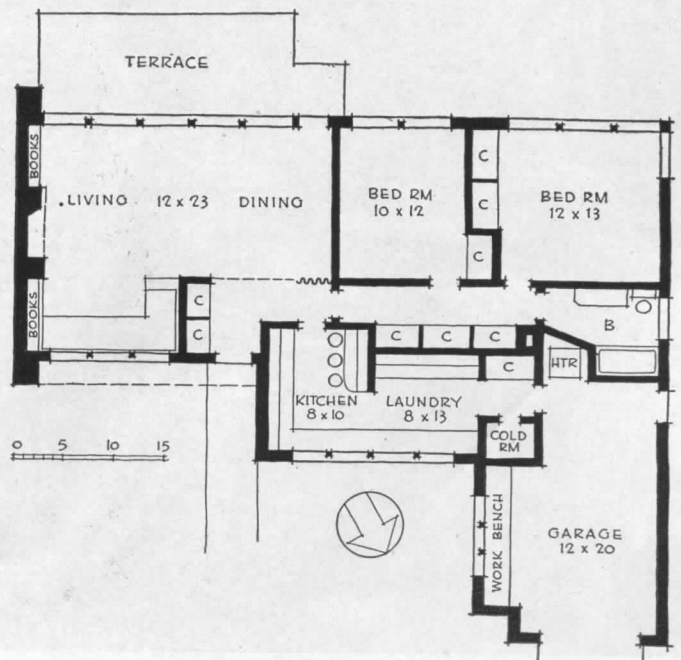 TERRACE
BOOKS
LIVING 12 x 23 DINING
BED RM
10 x 12
C
C
C
BED RM
12 x 13
BOOKS
C
C
C
C
C
C
B
HTR
KITCHEN
8 x 10
LAUNDRY
8 x 13
COLD
RM
0 5 10 15
WORK BENCH
GARAGE
12 x 20